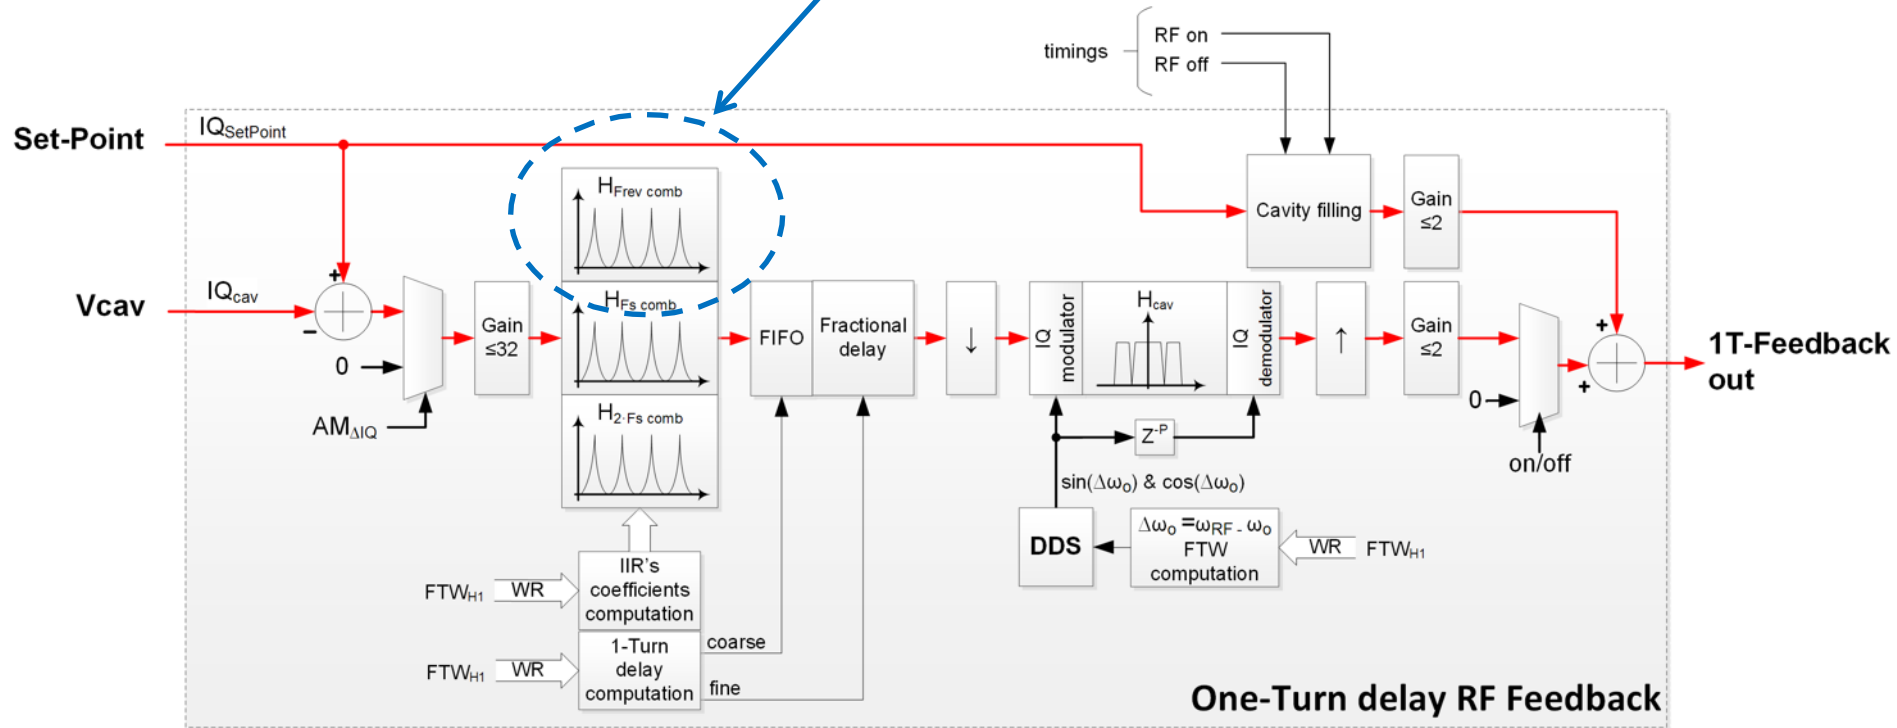 timings
RF on
RF off
Set-Point
IQSetPoint
HFrev comb
Cavity filling
Gain
≤2
+
Vcav
IQcav
−
0
AMΔIQ
Gain
≤32
HFs comb
H2·Fs comb
FIFO
Fractional
delay
↓
IQ
modulator
Hcav
IQ
demodulator
↑
Gain
≤2
+
+
0
on/off
1T-Feedback
out
Z-P
sin(Δωo) & cos(Δωo)
DDS
Δωo =ωRF - ωo
FTW
computation
WR
FTWH1
FTWH1
WR
IIR's
coefficients
computation
FTWH1
WR
1-Turn
delay
computation
coarse
fine
One-Turn delay RF Feedback